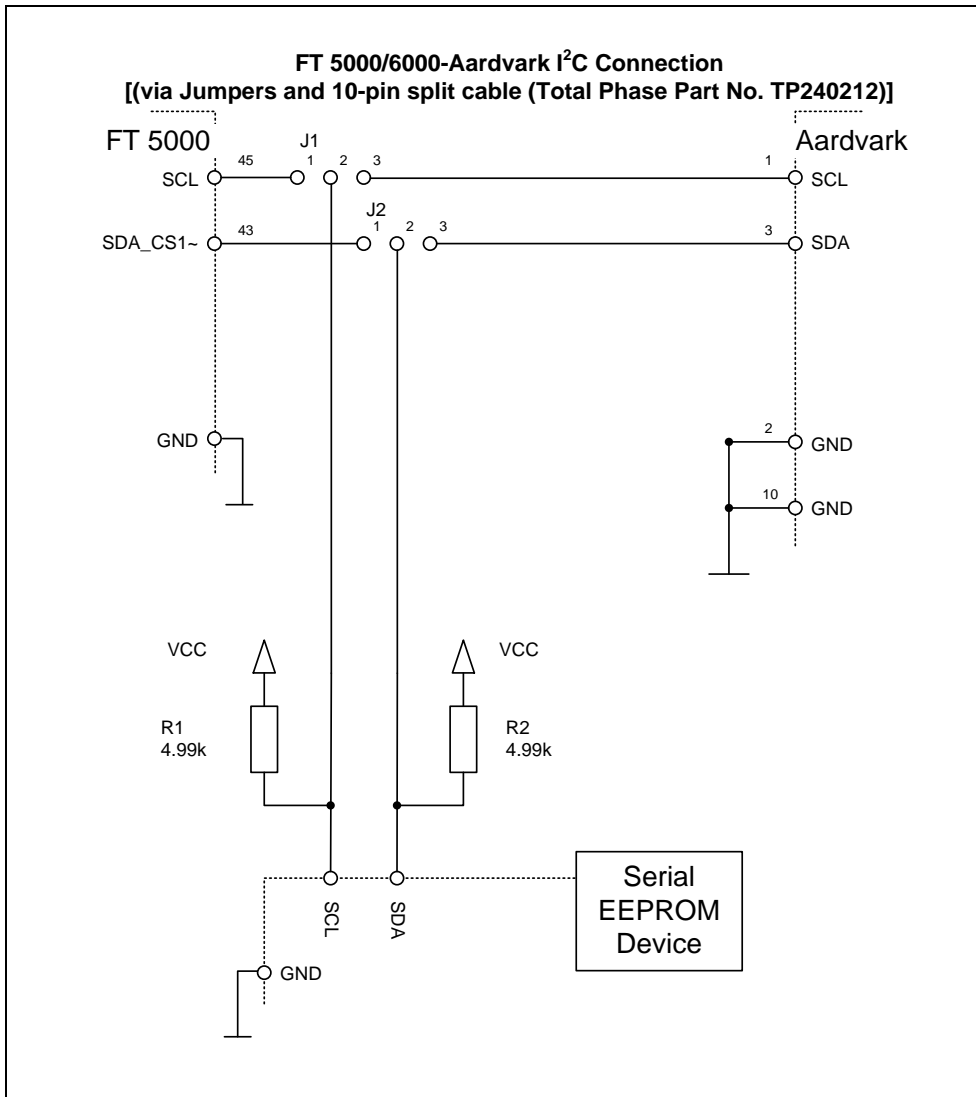 FT 5000/6000-Aardvark I²C Connection
[(via Jumpers and 10-pin split cable (Total Phase Part No. TP240212)]
FT 5000
J1
Aardvark
45
1
2
3
1
SCL
SCL
J2
43
1
2
3
3
SDA_CS1~
SDA
GND
2
GND
10
GND
VCC
VCC
R1
4.99k
R2
4.99k
SCL
SDA
Serial
EEPROM
Device
GND